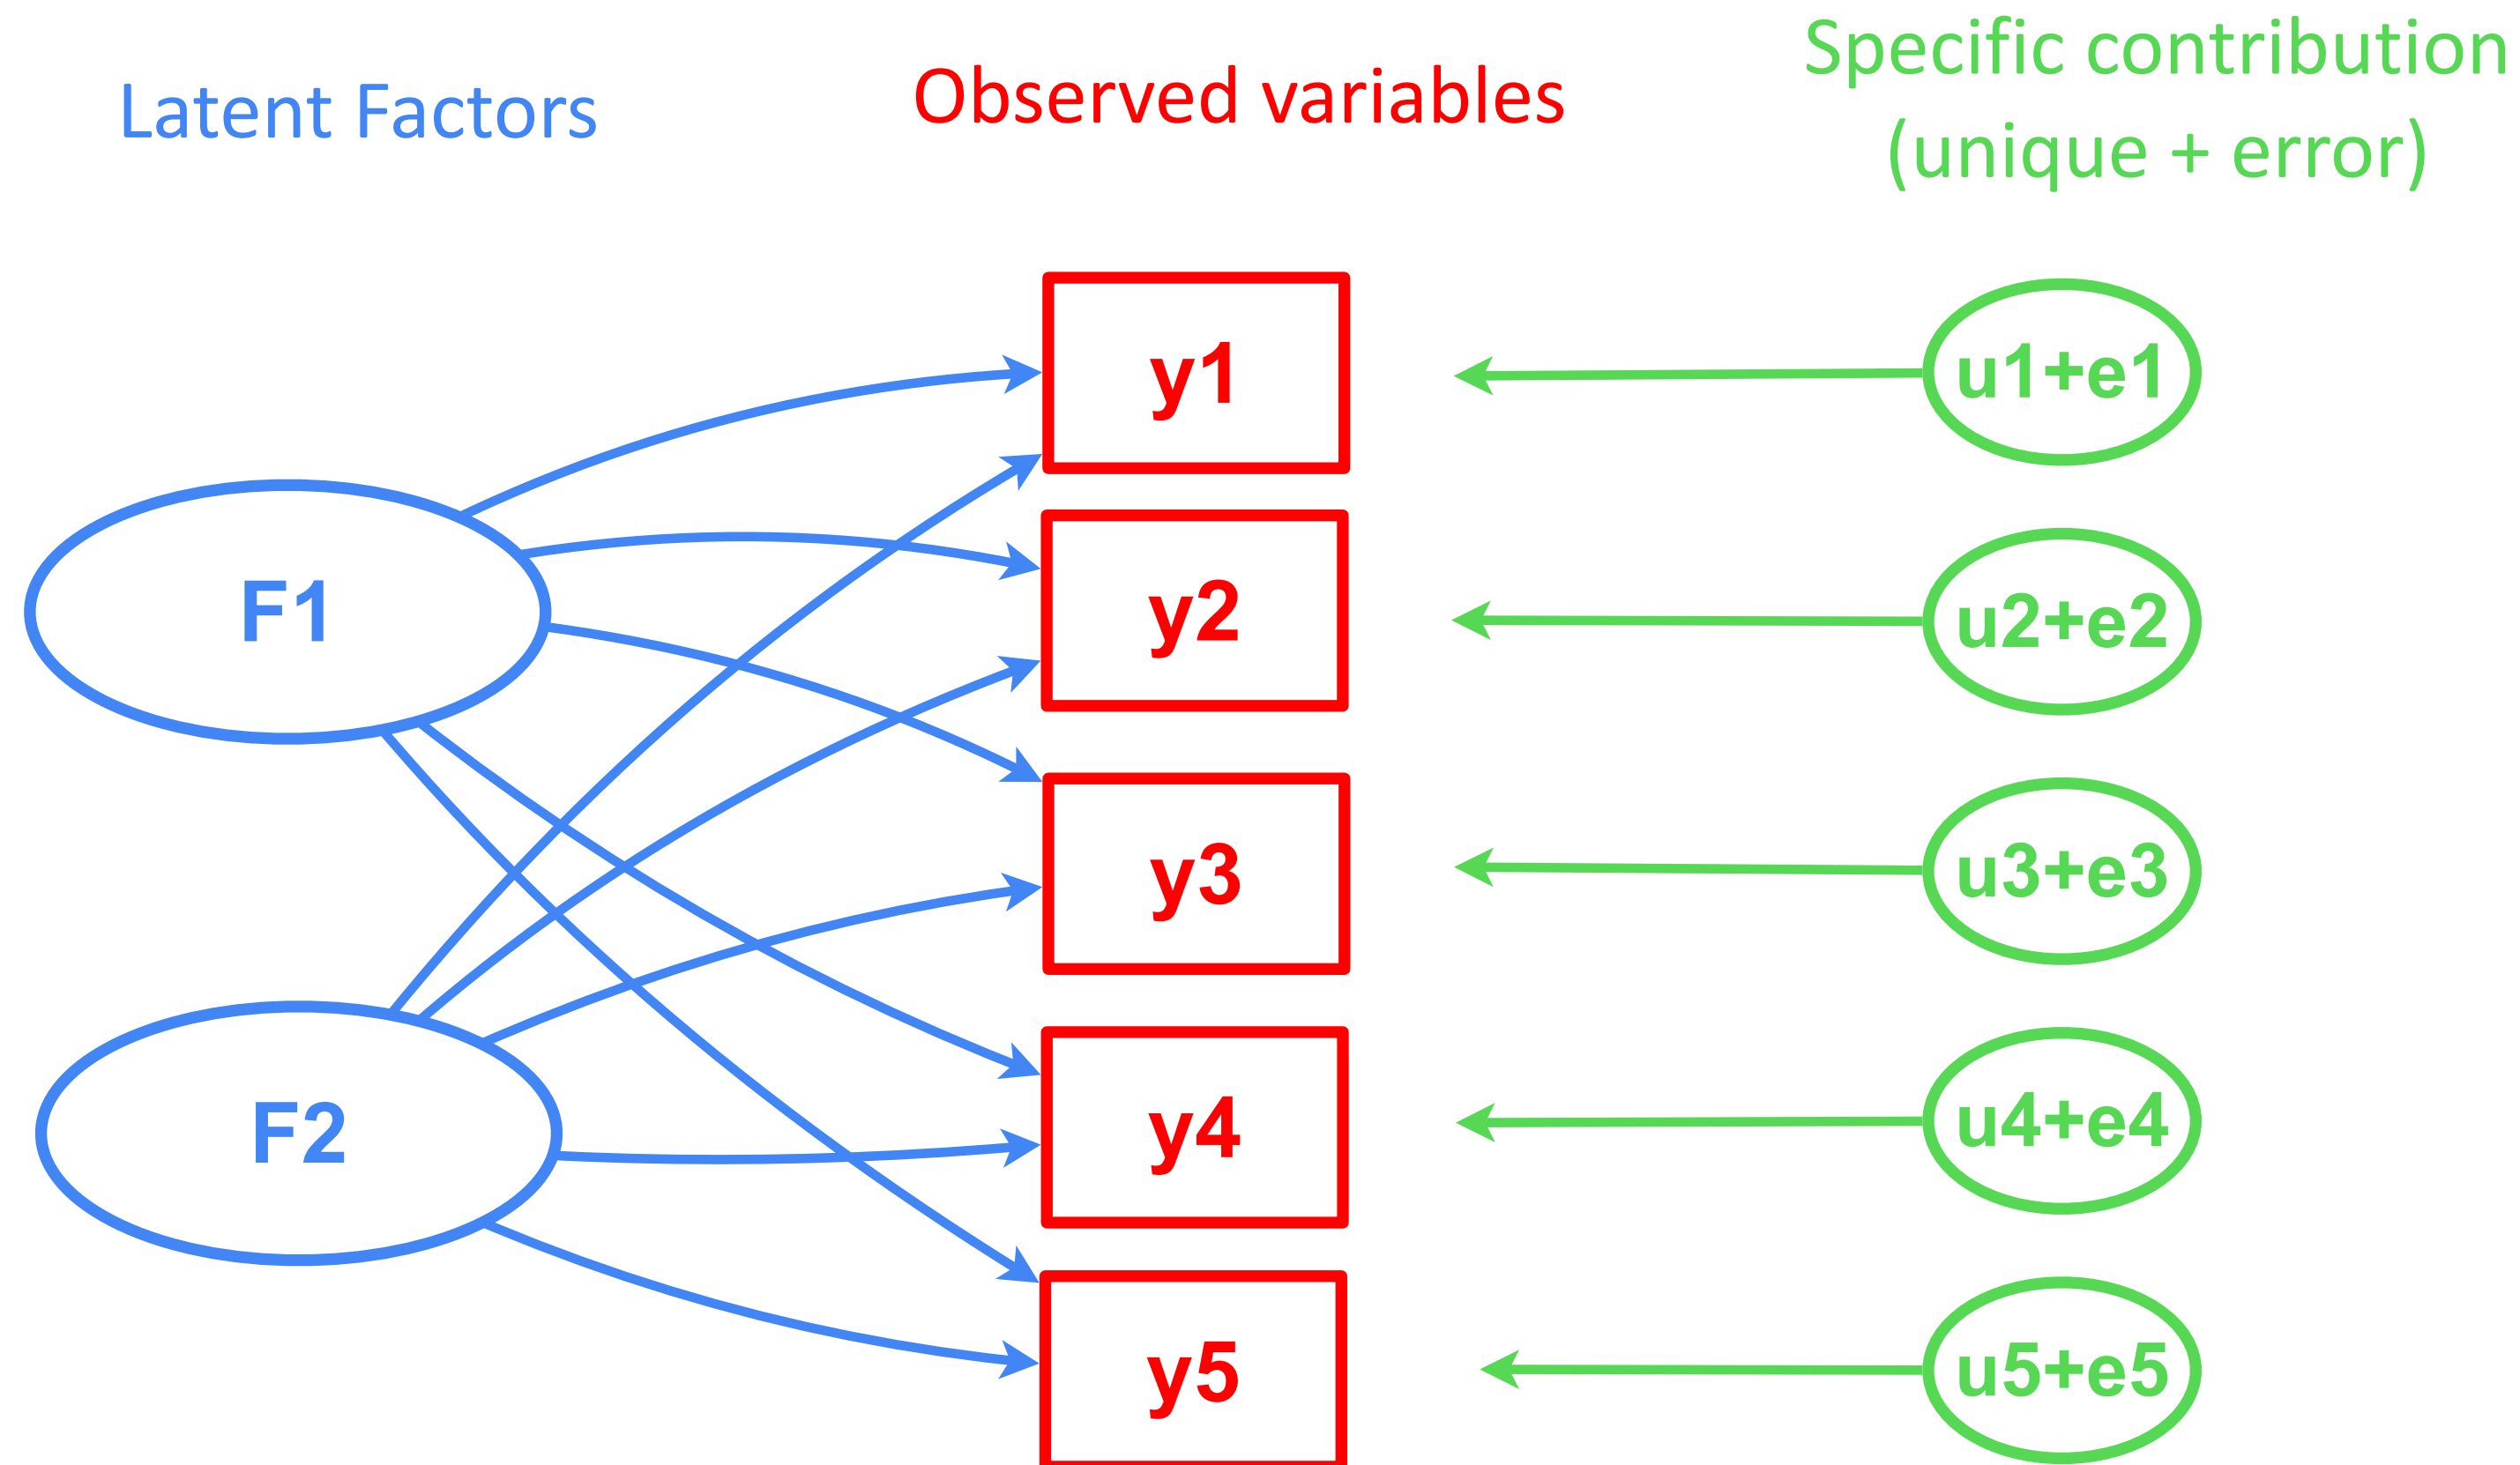 Latent Factors
Observed variables
Specific contribution
(unique + error)
F1
F2
y1
y2
y3
y4
y5
u1+e1
u2+e2
u3+e3
u4+e4
u5+e5